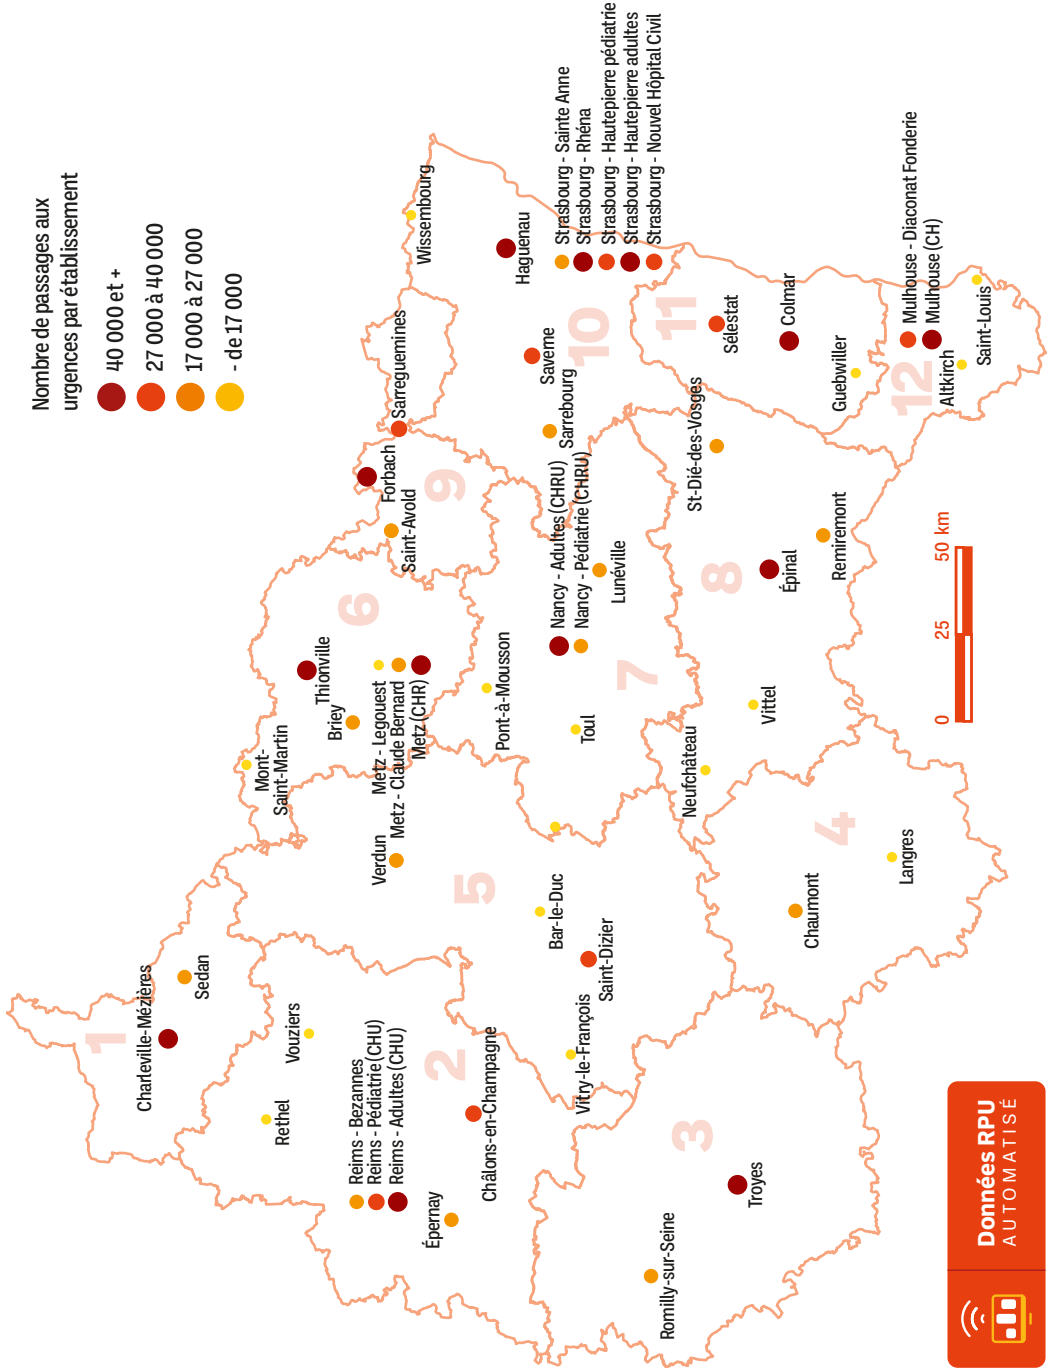 Nombre de passages aux
urgences par établissement
40 000 et +
27 000 à 40 000
17 000 à 27 000
- de 17 000
1
Charleville-Mézières
Sedan
2
Rethel
Vouziers
Reims - Bezannes
Reims - Pédiatrie (CHU)
Reims - Adultes (CHU)
Épernay
Châlons-en-Champagne
3
Romilly-sur-Seine
Troyes
4
Chaumont
Langres
5
Verdun
Bar-le-Duc
Saint-Dizier
Vitry-le-François
6
Mont-
Saint-Martin
Briey
Thionville
Metz - Legouest
Metz - Claude Bernard
Metz (CHR)
7
Pont-à-Mousson
Toul
Nancy - Adultes (CHRU)
Nancy - Pédiatrie (CHRU)
Lunéville
8
Neufchâteau
Vittel
Épinal
Remiremont
St-Dié-des-Vosges
9
Forbach
Saint-Avold
Sarreguemines
10
Wissembourg
Haguenau
Saverne
Sarrebourg
Strasbourg - Sainte Anne
Strasbourg - Rhéna
Strasbourg - Hautepierre pédiatrie
Strasbourg - Hautepierre adultes
Strasbourg - Nouvel Hôpital Civil
11
Sélestat
Colmar
Guebwiller
12
Mulhouse - Diaconat Fonderie
Mulhouse (CH)
Altkirch
Saint-Louis
0 25 50 km
Données RPU
AUTOMATISÉ